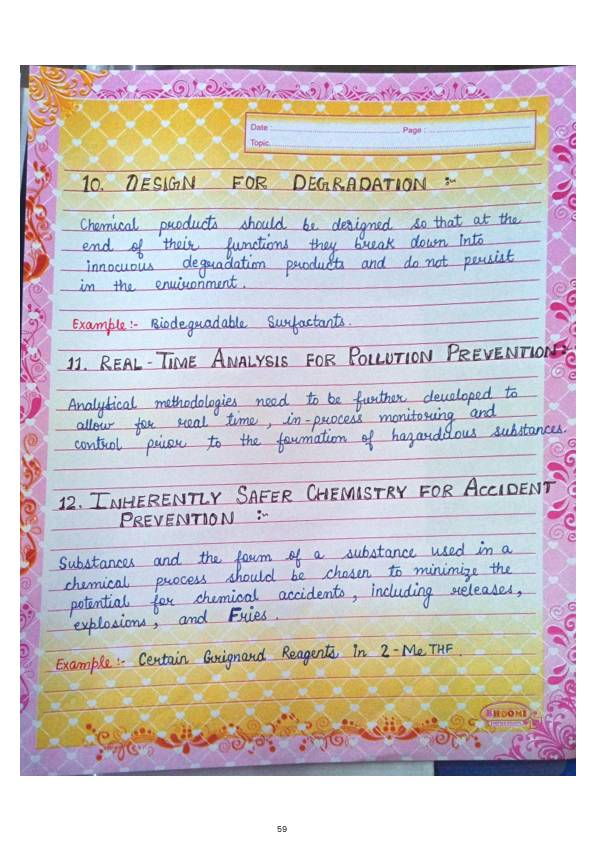 Date : Page :
Topic
10. DESIGN FOR DEGRADATION :-
Chemical products should be designed so that at the
end of their functions they break down into
innocuous degradation products and do not persist
in the environment.
Example :- Biodegradable Surfactants.
11. REAL-TIME ANALYSIS FOR POLLUTION PREVENTION:-
Analytical methodologies need to be further developed to
allow for real time, in-process monitoring and
control prior to the formation of hazarddous substances.
12. INHERENTLY SAFER CHEMISTRY FOR ACCIDENT
PREVENTION :-
Substances and the form of a substance used in a
chemical process should be chosen to minimize the
potential for chemical accidents, including releases,
explosions, and Fries.
Example :- Certain Grignard Reagents in 2-MeTHF.
BHOOMI
59